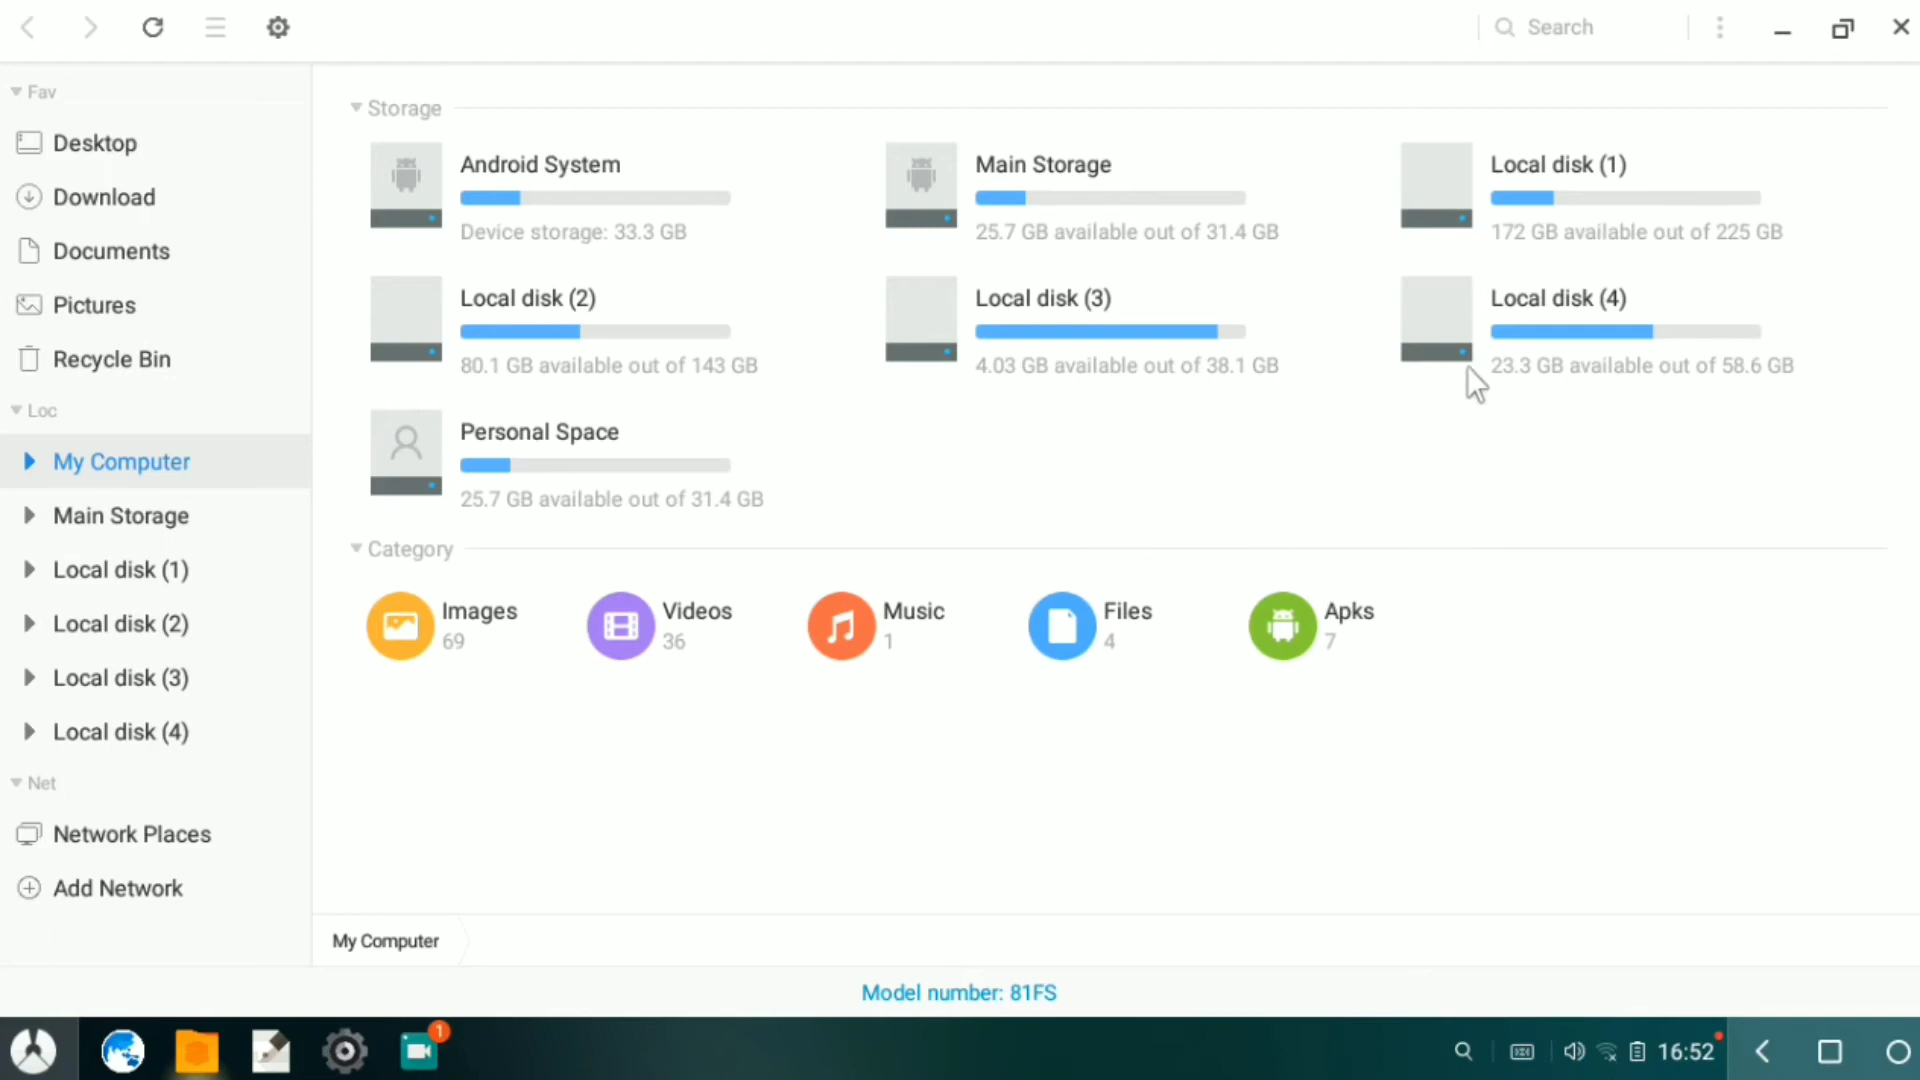 Search
Fav
Desktop
Download
Documents
Pictures
Recycle Bin
Loc
My Computer
Main Storage
Local disk (1)
Local disk (2)
Local disk (3)
Local disk (4)
Net
Network Places
Add Network
Storage
Android System
Device storage: 33.3 GB
Main Storage
25.7 GB available out of 31.4 GB
Local disk (1)
172 GB available out of 225 GB
Local disk (2)
80.1 GB available out of 143 GB
Local disk (3)
4.03 GB available out of 38.1 GB
Local disk (4)
23.3 GB available out of 58.6 GB
Personal Space
25.7 GB available out of 31.4 GB
Category
Images
69
Videos
36
Music
1
Files
4
Apks
7
My Computer
Model number: 81FS
1
16:52